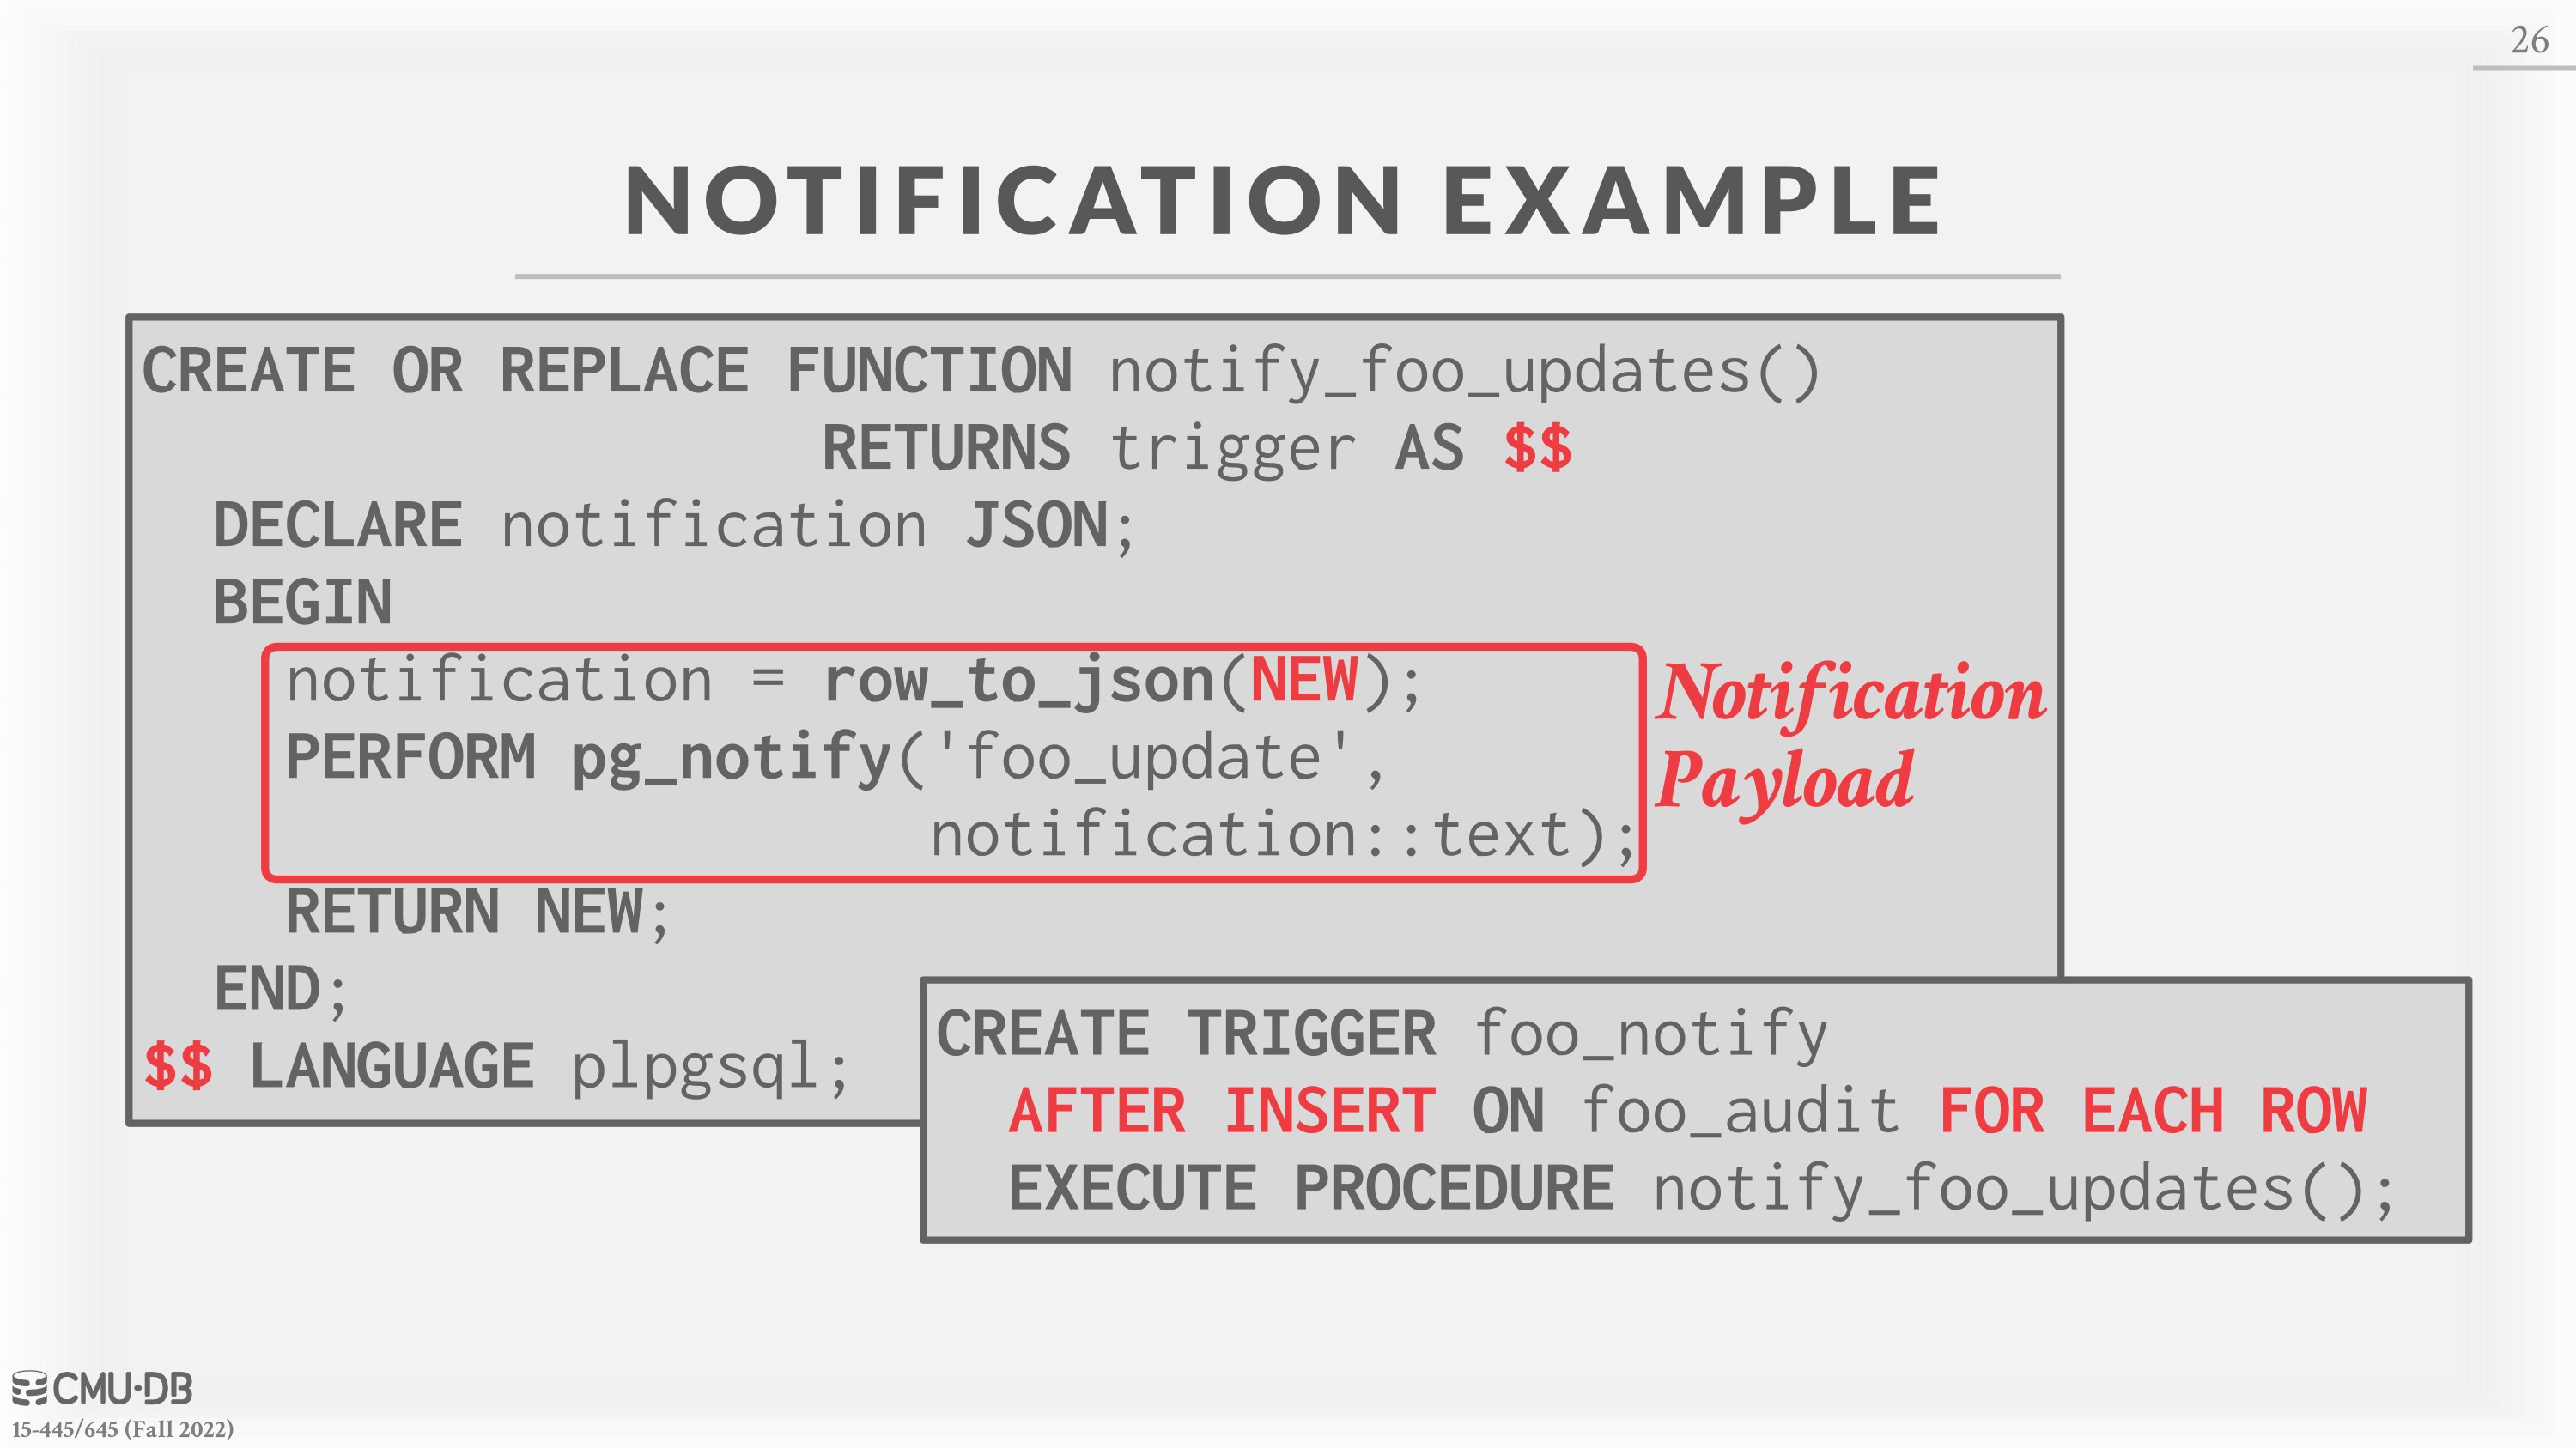 26
NOTIFICATION EXAMPLE
CREATE OR REPLACE FUNCTION notify_foo_updates()
RETURNS trigger AS $$
DECLARE notification JSON;
BEGIN
notification = row_to_json(NEW);
PERFORM pg_notify('foo_update',
notification::text);
RETURN NEW;
END;
$$ LANGUAGE plpgsql;
Notification
Payload
CREATE TRIGGER foo_notify
AFTER INSERT ON foo_audit FOR EACH ROW
EXECUTE PROCEDURE notify_foo_updates();
CMU·DB
15-445/645 (Fall 2022)